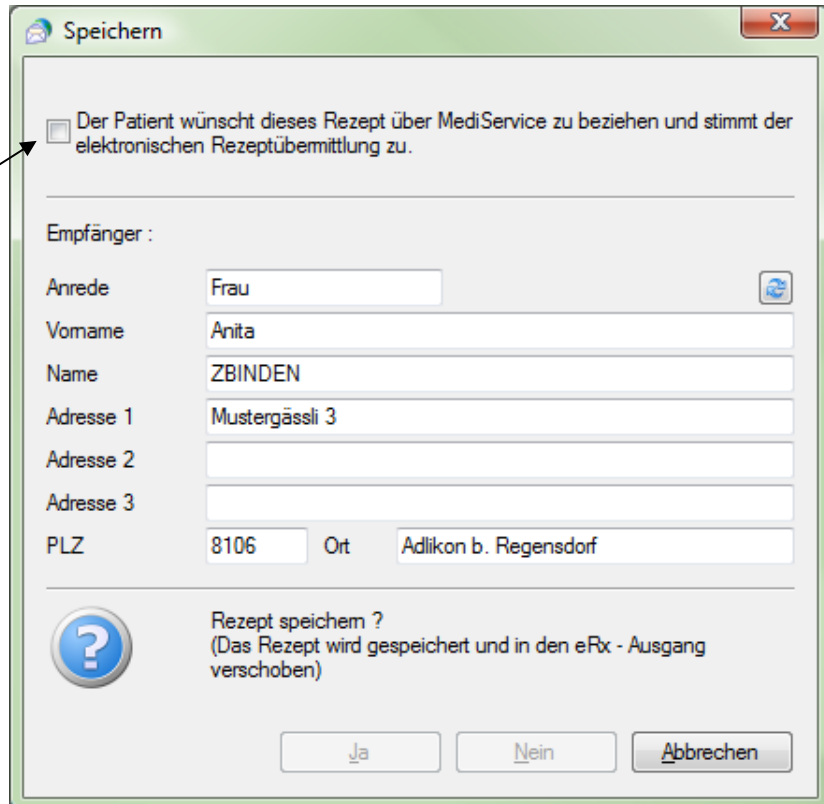 Speichern
Der Patient wünscht dieses Rezept über MediService zu beziehen und stimmt der
elektronischen Rezeptübermittlung zu.
Empfänger :
Anrede Frau
Vorname Anita
Name ZBINDEN
Adresse 1 Mustergässli 3
Adresse 2
Adresse 3
PLZ 8106 Ort Adlikon b. Regensdorf
Rezept speichern ?
(Das Rezept wird gespeichert und in den eRx - Ausgang
verschoben)
Ja Nein Abbrechen